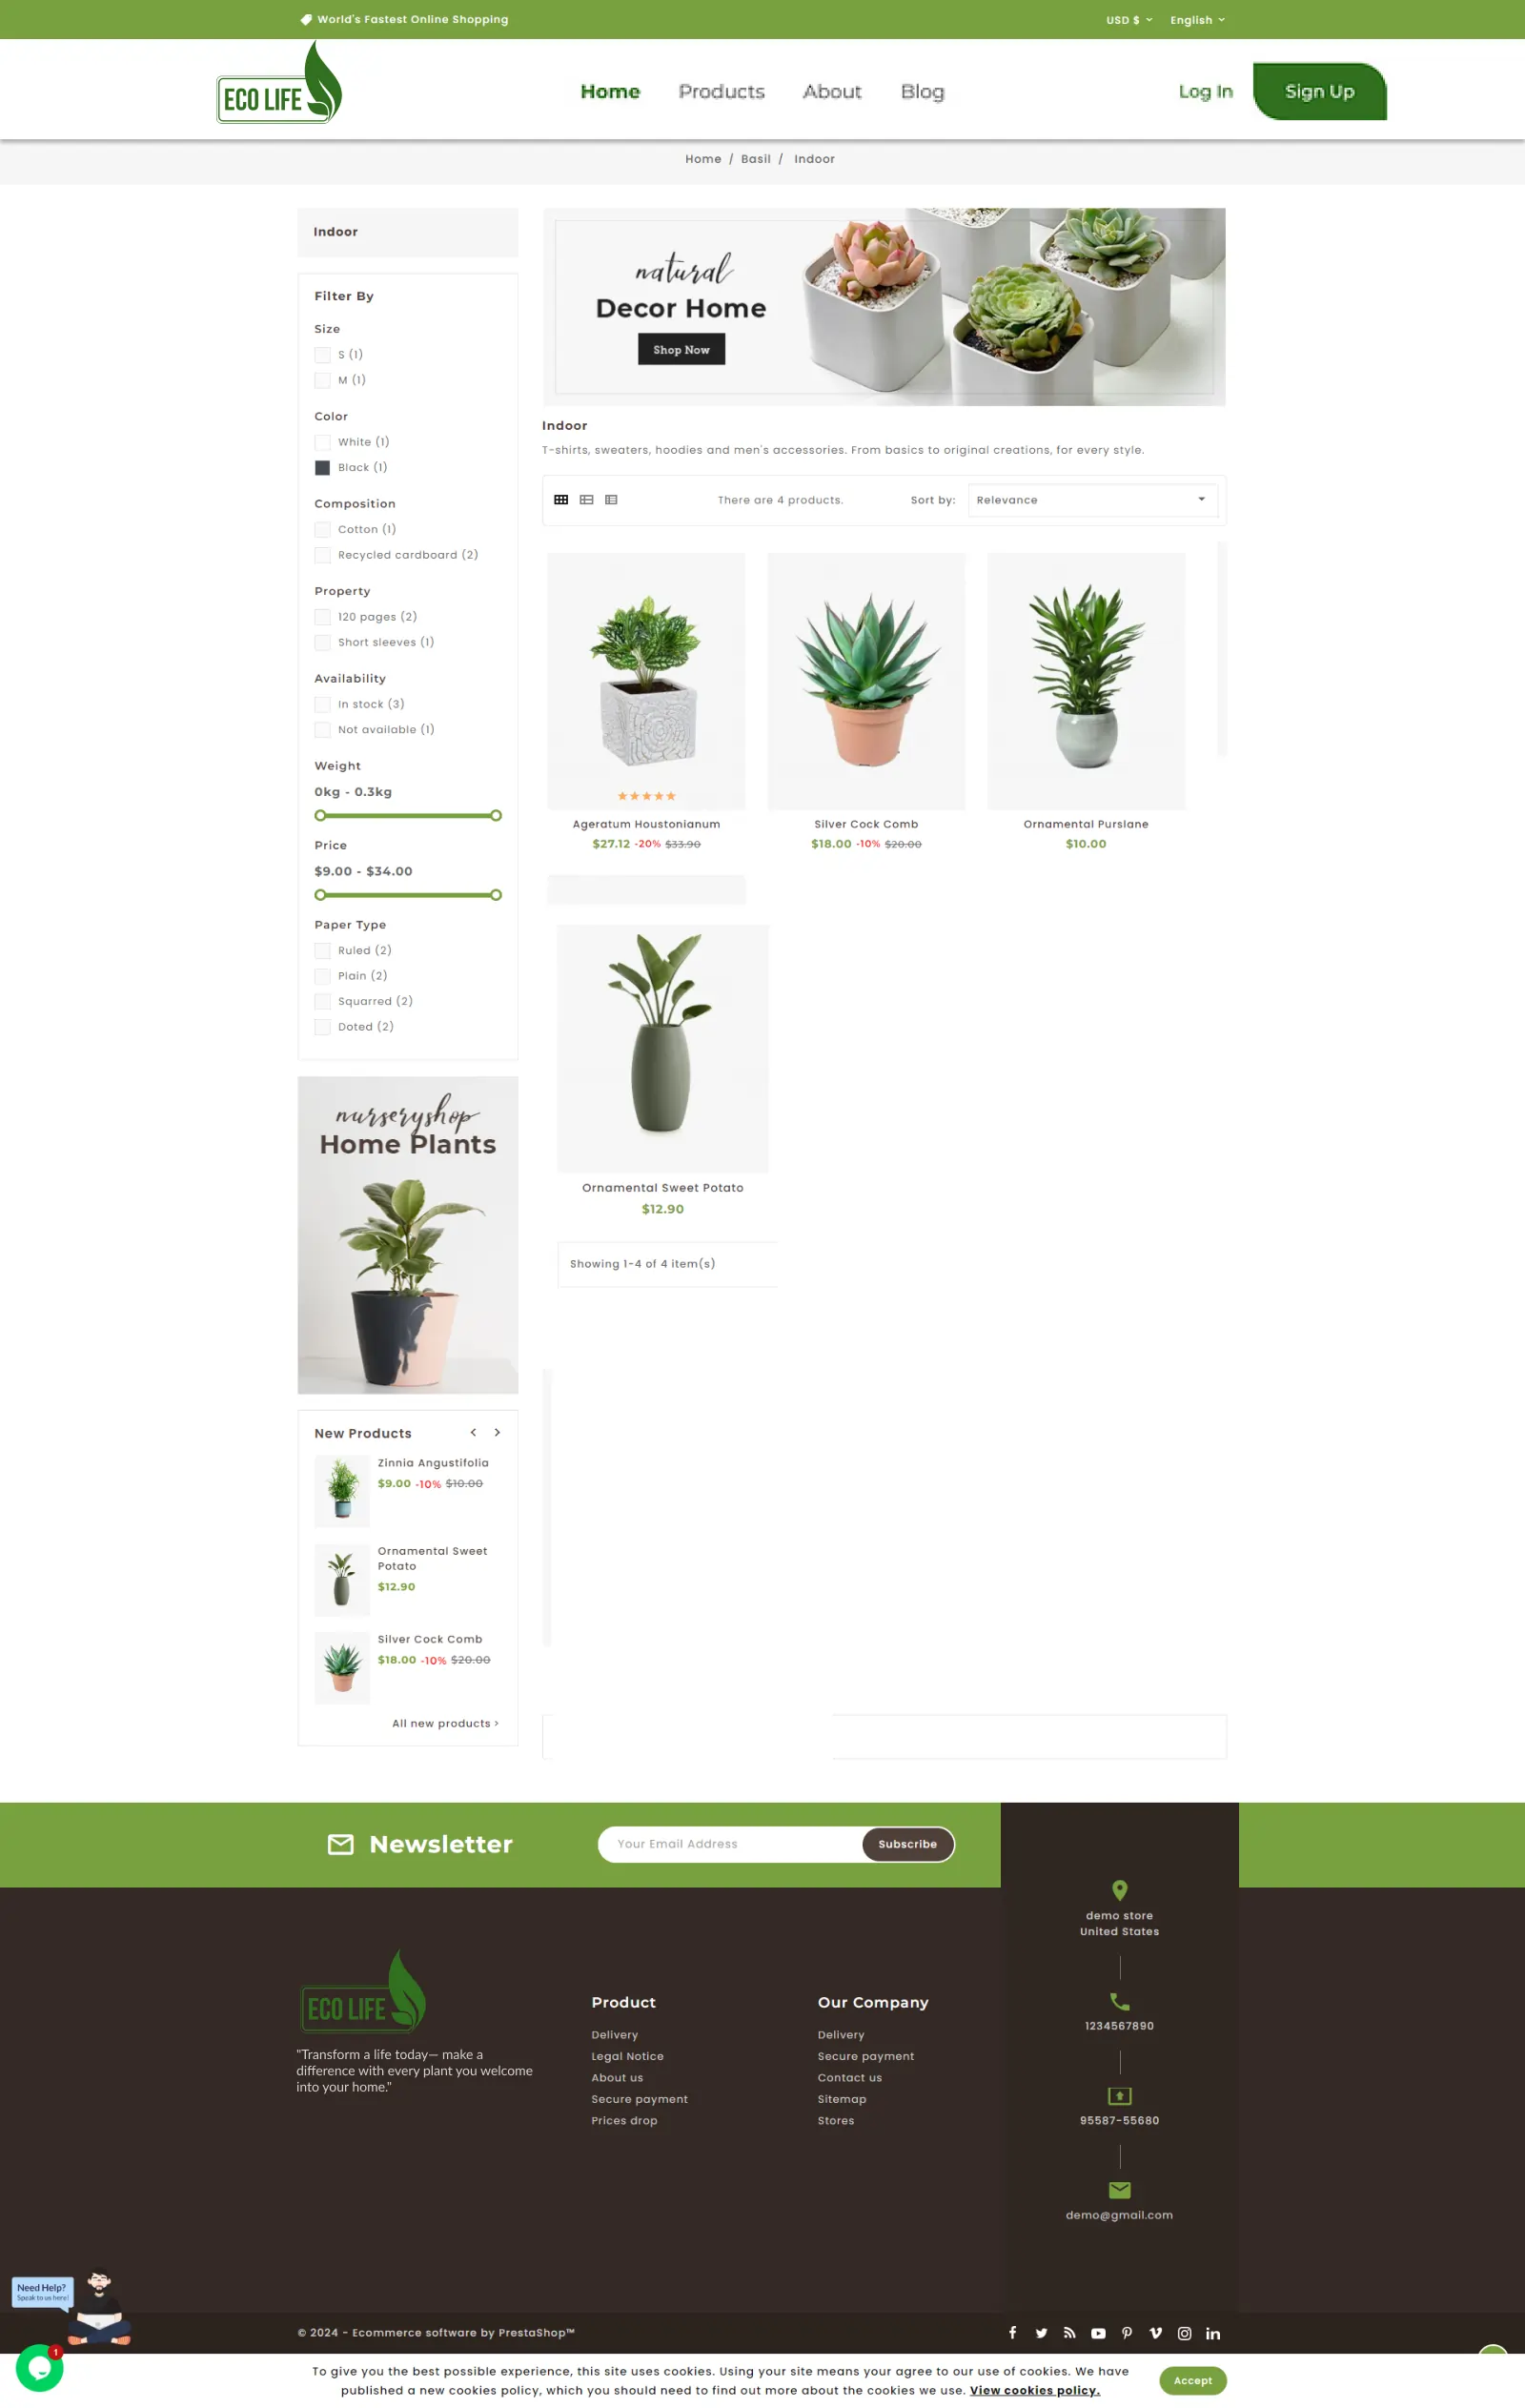 World's Fastest Online Shopping
USD $ English
ECO LIFE
Home Products About Blog
Log In Sign Up
Home / Basil / Indoor
Indoor
Filter By
Size
S (1)
M (1)
Color
White (1)
Black (1)
Composition
Cotton (1)
Recycled cardboard (2)
Property
120 pages (2)
Short sleeves (1)
Availability
In stock (3)
Not available (1)
Weight
0kg - 0.3kg
Price
$9.00 - $34.00
Paper Type
Ruled (2)
Plain (2)
Squarred (2)
Doted (2)
nurseryshop
Home Plants
New Products
Zinnia Angustifolia
$9.00 -10% $10.00
Ornamental Sweet
Potato
$12.90
Silver Cock Comb
$18.00 -10% $20.00
All new products
natural
Decor Home
Shop Now
Indoor
T-shirts, sweaters, hoodies and men's accessories. From basics to original creations, for every style.
There are 4 products.
Sort by: Relevance
Ageratum Houstonianum
$27.12 -20% $33.90
Silver Cock Comb
$18.00 -10% $20.00
Ornamental Purslane
$10.00
Ornamental Sweet Potato
$12.90
Showing 1-4 of 4 item(s)
Newsletter
Your Email Address
Subscribe
ECO LIFE
"Transform a life today— make a
difference with every plant you welcome
into your home."
Product
Delivery
Legal Notice
About us
Secure payment
Prices drop
Our Company
Delivery
Secure payment
Contact us
Sitemap
Stores
demo store
United States
1234567890
95587-55680
demo@gmail.com
Need Help?
Speak to us here!
1
© 2024 - Ecommerce software by PrestaShop™
To give you the best possible experience, this site uses cookies. Using your site means your agree to our use of cookies. We have
published a new cookies policy, which you should need to find out more about the cookies we use. View cookies policy.
Accept